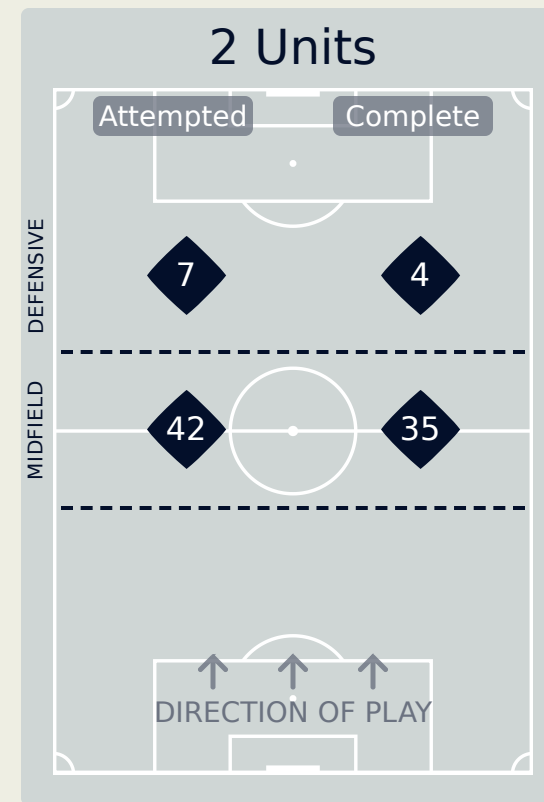 2 Units
Attempted Complete
DEFENSIVE
7 4
MIDFIELD
42 35
DIRECTION OF PLAY